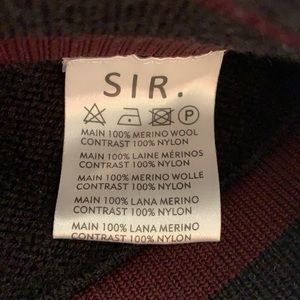 SIR.
P
MAIN 100% MERINO WOOL
CONTRAST 100% NYLON
MAIN 100% LAINE MÉRINOS
CONTRAST 100% NYLON
MAIN 100% MERINO WOLLE
CONTRAST 100% NYLON
MAIN 100% LANA MERINO
CONTRAST 100% NYLON
MAIN 100% LANA MERINO
CONTRAST 100% NYLON